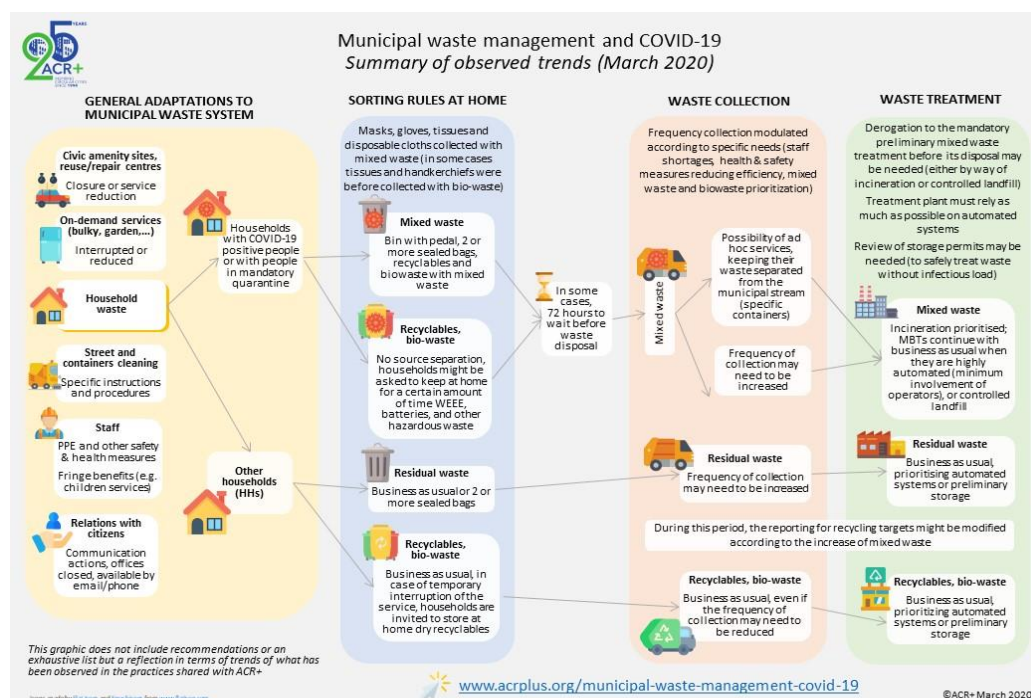 25 YEARS
ACR+
Municipal waste management and COVID-19
Summary of observed trends (March 2020)
GENERAL ADAPTATIONS TO
MUNICIPAL WASTE SYSTEM
Civic amenity sites,
reuse/repair centres
Closure or service
reduction
On-demand services
(bulky, garden,...)
Interrupted or
reduced
Household
waste
Street and
containers cleaning
Specific instructions
and procedures
Staff
PPE and other safety
& health measures
Fringe benefits (e.g.
children services)
Relations with
citizens
Communication
actions, offices
closed, available by
email/phone
Households
with COVID-19
positive people
or with people
in mandatory
quarantine
Other
households
(HHs)
SORTING RULES AT HOME
Masks, gloves, tissues and
disposable cloths collected with
mixed waste (in some cases
tissues and handkerchiefs were
before collected with bio-waste)
Mixed waste
Bin with pedal, 2 or
more sealed bags,
recyclables and
biowaste with mixed
waste
Recyclables,
bio-waste
No source separation,
households might be
asked to keep at home
for a certain amount
of time WEEE,
batteries, and other
hazardous waste
Residual waste
Business as usual or 2 or
more sealed bags
Recyclables,
bio-waste
Business as usual, in
case of temporary
interruption of the
service, households are
invited to store at
home dry recyclables
In some
cases,
72 hours to
wait before
waste
disposal
WASTE COLLECTION
Frequency collection modulated
according to specific needs (staff
shortages, health & safety
measures reducing efficiency, mixed
waste and biowaste prioritization)
Mixed waste
Possibility of ad
hoc services,
keeping their
waste separated
from the
municipal stream
(specific
containers)
Frequency of
collection may
need to be
increased
Residual waste
Frequency of collection
may need to be increased
During this period, the reporting for recycling targets might be modified
according to the increase of mixed waste
Recyclables, bio-waste
Business as usual, even if
the frequency of
collection may need to
be reduced
WASTE TREATMENT
Derogation to the mandatory
preliminary mixed waste
treatment before its disposal may
be needed (either by way of
incineration or controlled landfill)
Treatment plant must rely as
much as possible on automated
systems
Review of storage permits may be
needed (to safely treat waste
without infectious load)
Mixed waste
Incineration prioritised;
MBTs continue with
business as usual when
they are highly
automated (minimum
involvement of
operators), or controlled
landfill
Residual waste
Business as usual,
prioritising automated
systems or preliminary
storage
Recyclables, bio-waste
Business as usual,
prioritizing automated
systems or preliminary
storage
This graphic does not include recommendations or an
exhaustive list but a reflection in terms of trends of what has
been observed in the practices shared with ACR+
www.acrplus.org/municipal-waste-management-covid-19
©ACR+ March 2020